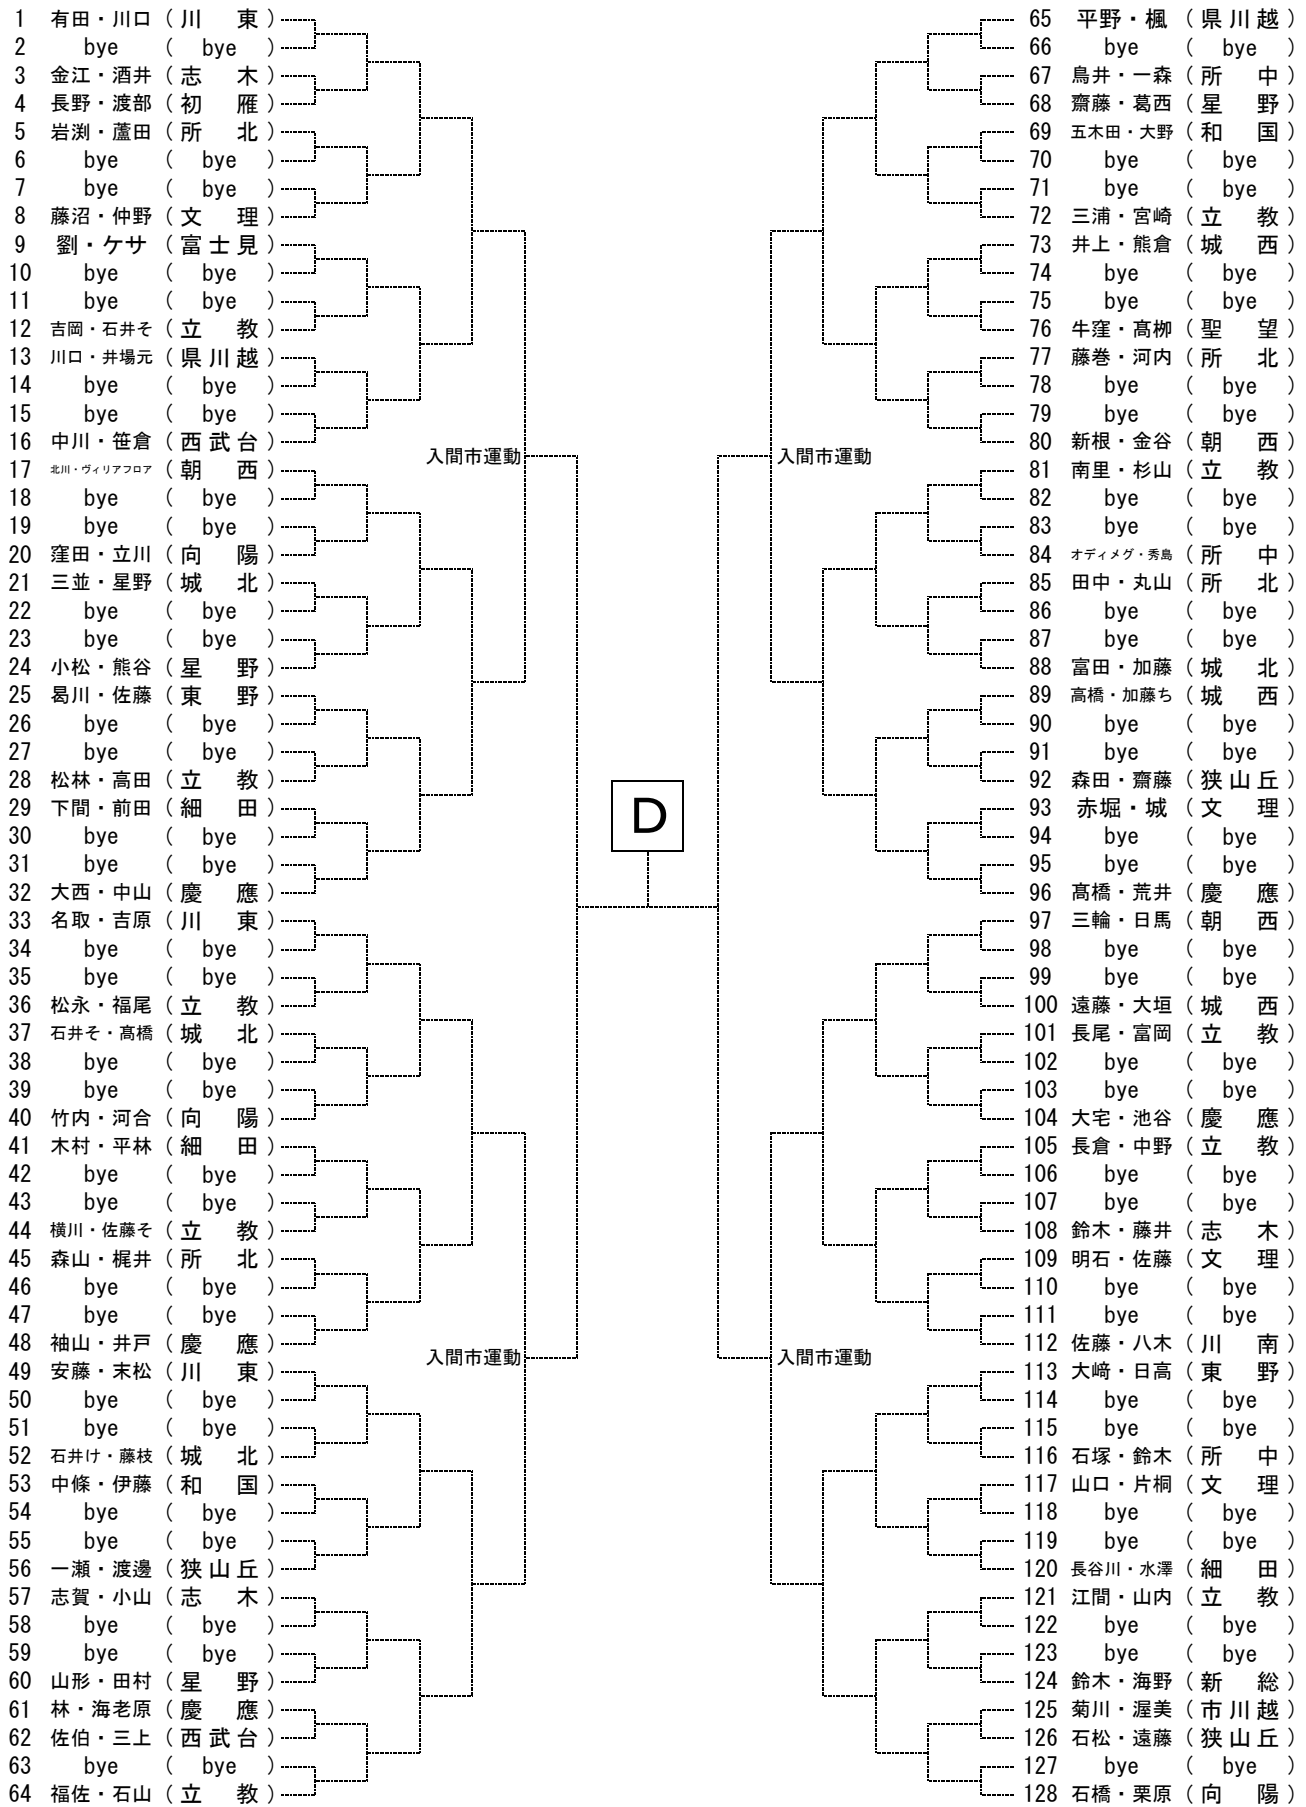 1 有田・川口 (川 東)
2 bye ( bye )
3 金江・酒井 (志 木)
4 長野・渡部 (初 雁)
5 岩渕・蘆田 (所 北)
6 bye ( bye )
7 bye ( bye )
8 藤沼・仲野 (文 理)
9 劉・ケサ (富士見)
10 bye ( bye )
11 bye ( bye )
12 吉岡・石井そ (立 教)
13 川口・井場元 (県川越)
14 bye ( bye )
15 bye ( bye )
16 中川・笹倉 (西武台)
17 北川・ヴィリアフロア (朝 西)
18 bye ( bye )
19 bye ( bye )
20 窪田・立川 (向 陽)
21 三並・星野 (城 北)
22 bye ( bye )
23 bye ( bye )
24 小松・熊谷 (星 野)
25 曷川・佐藤 (東 野)
26 bye ( bye )
27 bye ( bye )
28 松林・高田 (立 教)
29 下間・前田 (細 田)
30 bye ( bye )
31 bye ( bye )
32 大西・中山 (慶 應)
33 名取・吉原 (川 東)
34 bye ( bye )
35 bye ( bye )
36 松永・福尾 (立 教)
37 石井そ・髙橋 (城 北)
38 bye ( bye )
39 bye ( bye )
40 竹内・河合 (向 陽)
41 木村・平林 (細 田)
42 bye ( bye )
43 bye ( bye )
44 横川・佐藤そ (立 教)
45 森山・梶井 (所 北)
46 bye ( bye )
47 bye ( bye )
48 袖山・井戸 (慶 應)
49 安藤・末松 (川 東)
50 bye ( bye )
51 bye ( bye )
52 石井け・藤枝 (城 北)
53 中條・伊藤 (和 国)
54 bye ( bye )
55 bye ( bye )
56 一瀬・渡邊 (狭山丘)
57 志賀・小山 (志 木)
58 bye ( bye )
59 bye ( bye )
60 山形・田村 (星 野)
61 林・海老原 (慶 應)
62 佐伯・三上 (西武台)
63 bye ( bye )
64 福佐・石山 (立 教)
入間市運動
入間市運動
D
入間市運動
入間市運動
65 平野・楓 (県川越)
66 bye ( bye )
67 鳥井・一森 (所 中)
68 齋藤・葛西 (星 野)
69 五木田・大野 (和 国)
70 bye ( bye )
71 bye ( bye )
72 三浦・宮崎 (立 教)
73 井上・熊倉 (城 西)
74 bye ( bye )
75 bye ( bye )
76 牛窪・髙栁 (聖 望)
77 藤巻・河内 (所 北)
78 bye ( bye )
79 bye ( bye )
80 新根・金谷 (朝 西)
81 南里・杉山 (立 教)
82 bye ( bye )
83 bye ( bye )
84 オディメグ・秀島 (所 中)
85 田中・丸山 (所 北)
86 bye ( bye )
87 bye ( bye )
88 富田・加藤 (城 北)
89 高橋・加藤ち (城 西)
90 bye ( bye )
91 bye ( bye )
92 森田・齋藤 (狭山丘)
93 赤堀・城 (文 理)
94 bye ( bye )
95 bye ( bye )
96 髙橋・荒井 (慶 應)
97 三輪・日馬 (朝 西)
98 bye ( bye )
99 bye ( bye )
100 遠藤・大垣 (城 西)
101 長尾・富岡 (立 教)
102 bye ( bye )
103 bye ( bye )
104 大宅・池谷 (慶 應)
105 長倉・中野 (立 教)
106 bye ( bye )
107 bye ( bye )
108 鈴木・藤井 (志 木)
109 明石・佐藤 (文 理)
110 bye ( bye )
111 bye ( bye )
112 佐藤・八木 (川 南)
113 大﨑・日高 (東 野)
114 bye ( bye )
115 bye ( bye )
116 石塚・鈴木 (所 中)
117 山口・片桐 (文 理)
118 bye ( bye )
119 bye ( bye )
120 長谷川・水澤 (細 田)
121 江間・山内 (立 教)
122 bye ( bye )
123 bye ( bye )
124 鈴木・海野 (新 総)
125 菊川・渥美 (市川越)
126 石松・遠藤 (狭山丘)
127 bye ( bye )
128 石橋・栗原 (向 陽)